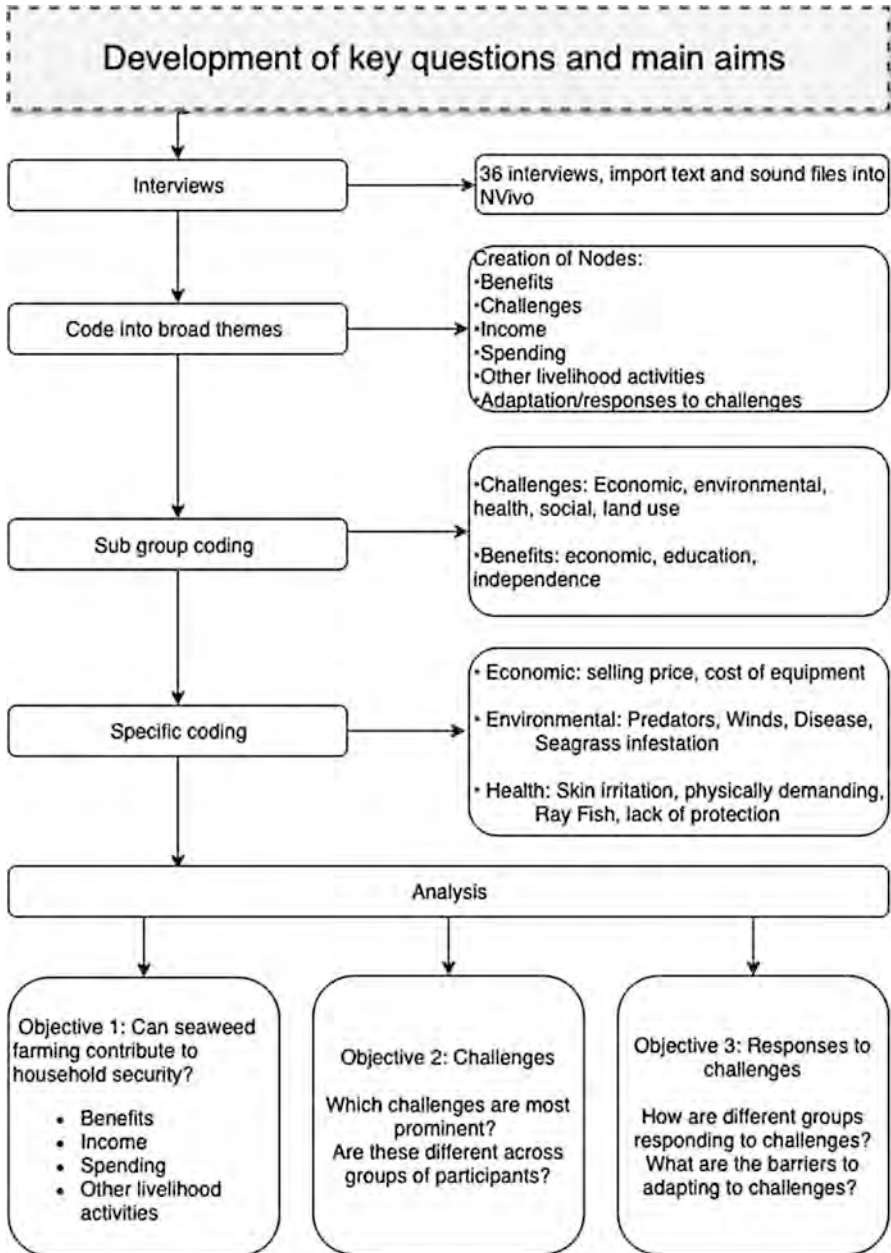 Development of key questions and main aims
Interviews
36 interviews, import text and sound files into
NVivo
Code into broad themes
Creation of Nodes:
•Benefits
•Challenges
•Income
•Spending
•Other livelihood activities
•Adaptation/responses to challenges
Sub group coding
•Challenges: Economic, environmental,
health, social, land use
•Benefits: economic, education,
independence
Specific coding
• Economic: selling price, cost of equipment
• Environmental: Predators, Winds, Disease,
Seagrass infestation
• Health: Skin irritation, physically demanding,
Ray Fish, lack of protection
Analysis
Objective 1: Can seaweed
farming contribute to
household security?
• Benefits
• Income
• Spending
• Other livelihood
activities
Objective 2: Challenges
Which challenges are most
prominent?
Are these different across
groups of participants?
Objective 3: Responses to
challenges
How are different groups
responding to challenges?
What are the barriers to
adapting to challenges?